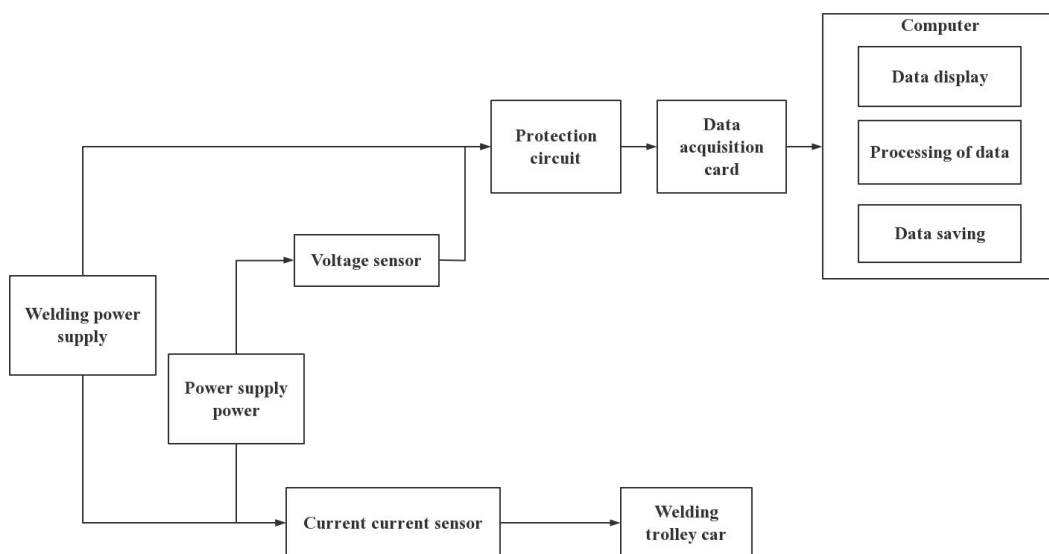 Computer
Data display
Protection
circuit
Data
acquisition
card
Processing of data
Voltage sensor
Data saving
Welding power
supply
Power supply
power
Current current sensor
Welding
trolley car